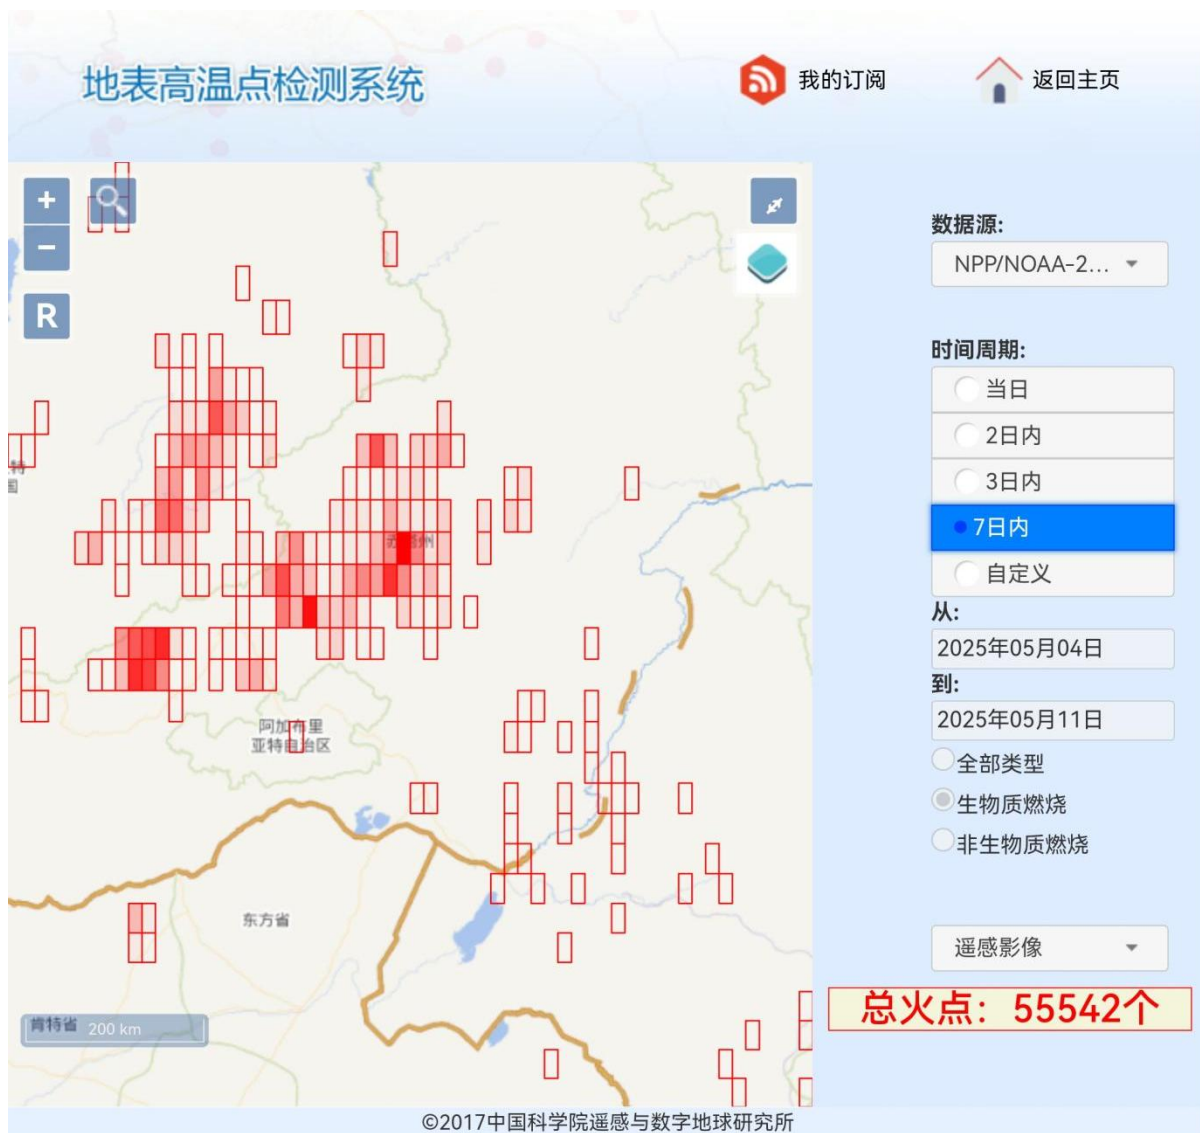 地表高温点检测系统
我的订阅
返回主页
+
−
R
数据源:
NPP/NOAA-2...
时间周期:
当日
2日内
3日内
7日内
自定义
从:
2025年05月04日
到:
2025年05月11日
全部类型
生物质燃烧
非生物质燃烧
遥感影像
总火点: 55542个
特
阿加布里
亚特自治区
东方省
肯特省
200 km
©2017中国科学院遥感与数字地球研究所